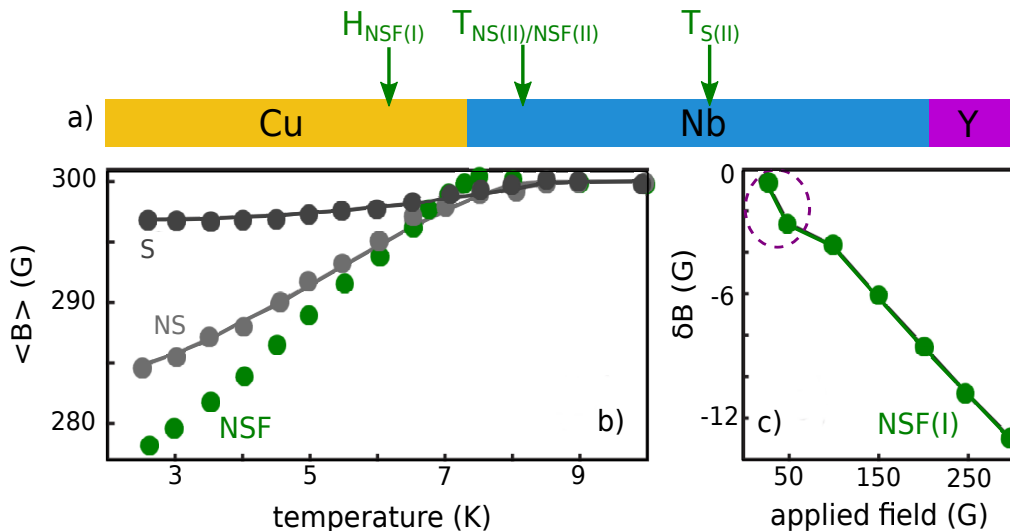 H_NSF(I) T_NS(II)/NSF(II) T_S(II)
a) Cu Nb Y
300
290
280
<B> (G)
S
NS
NSF
b)
3 5 7 9
temperature (K)
0
-6
-12
δB (G)
c) NSF(I)
50 150 250
applied field (G)